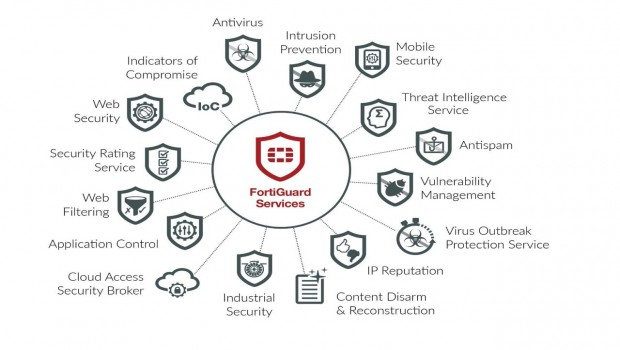 Antivirus
Intrusion
Prevention
Mobile
Security
Indicators of
Compromise
IoC
Threat Intelligence
Service
Web
Security
Antispam
Security Rating
Service
FortiGuard
Services
Vulnerability
Management
Web
Filtering
Virus Outbreak
Protection Service
Application Control
IP Reputation
Cloud Access
Security Broker
Industrial
Security
Content Disarm
& Reconstruction